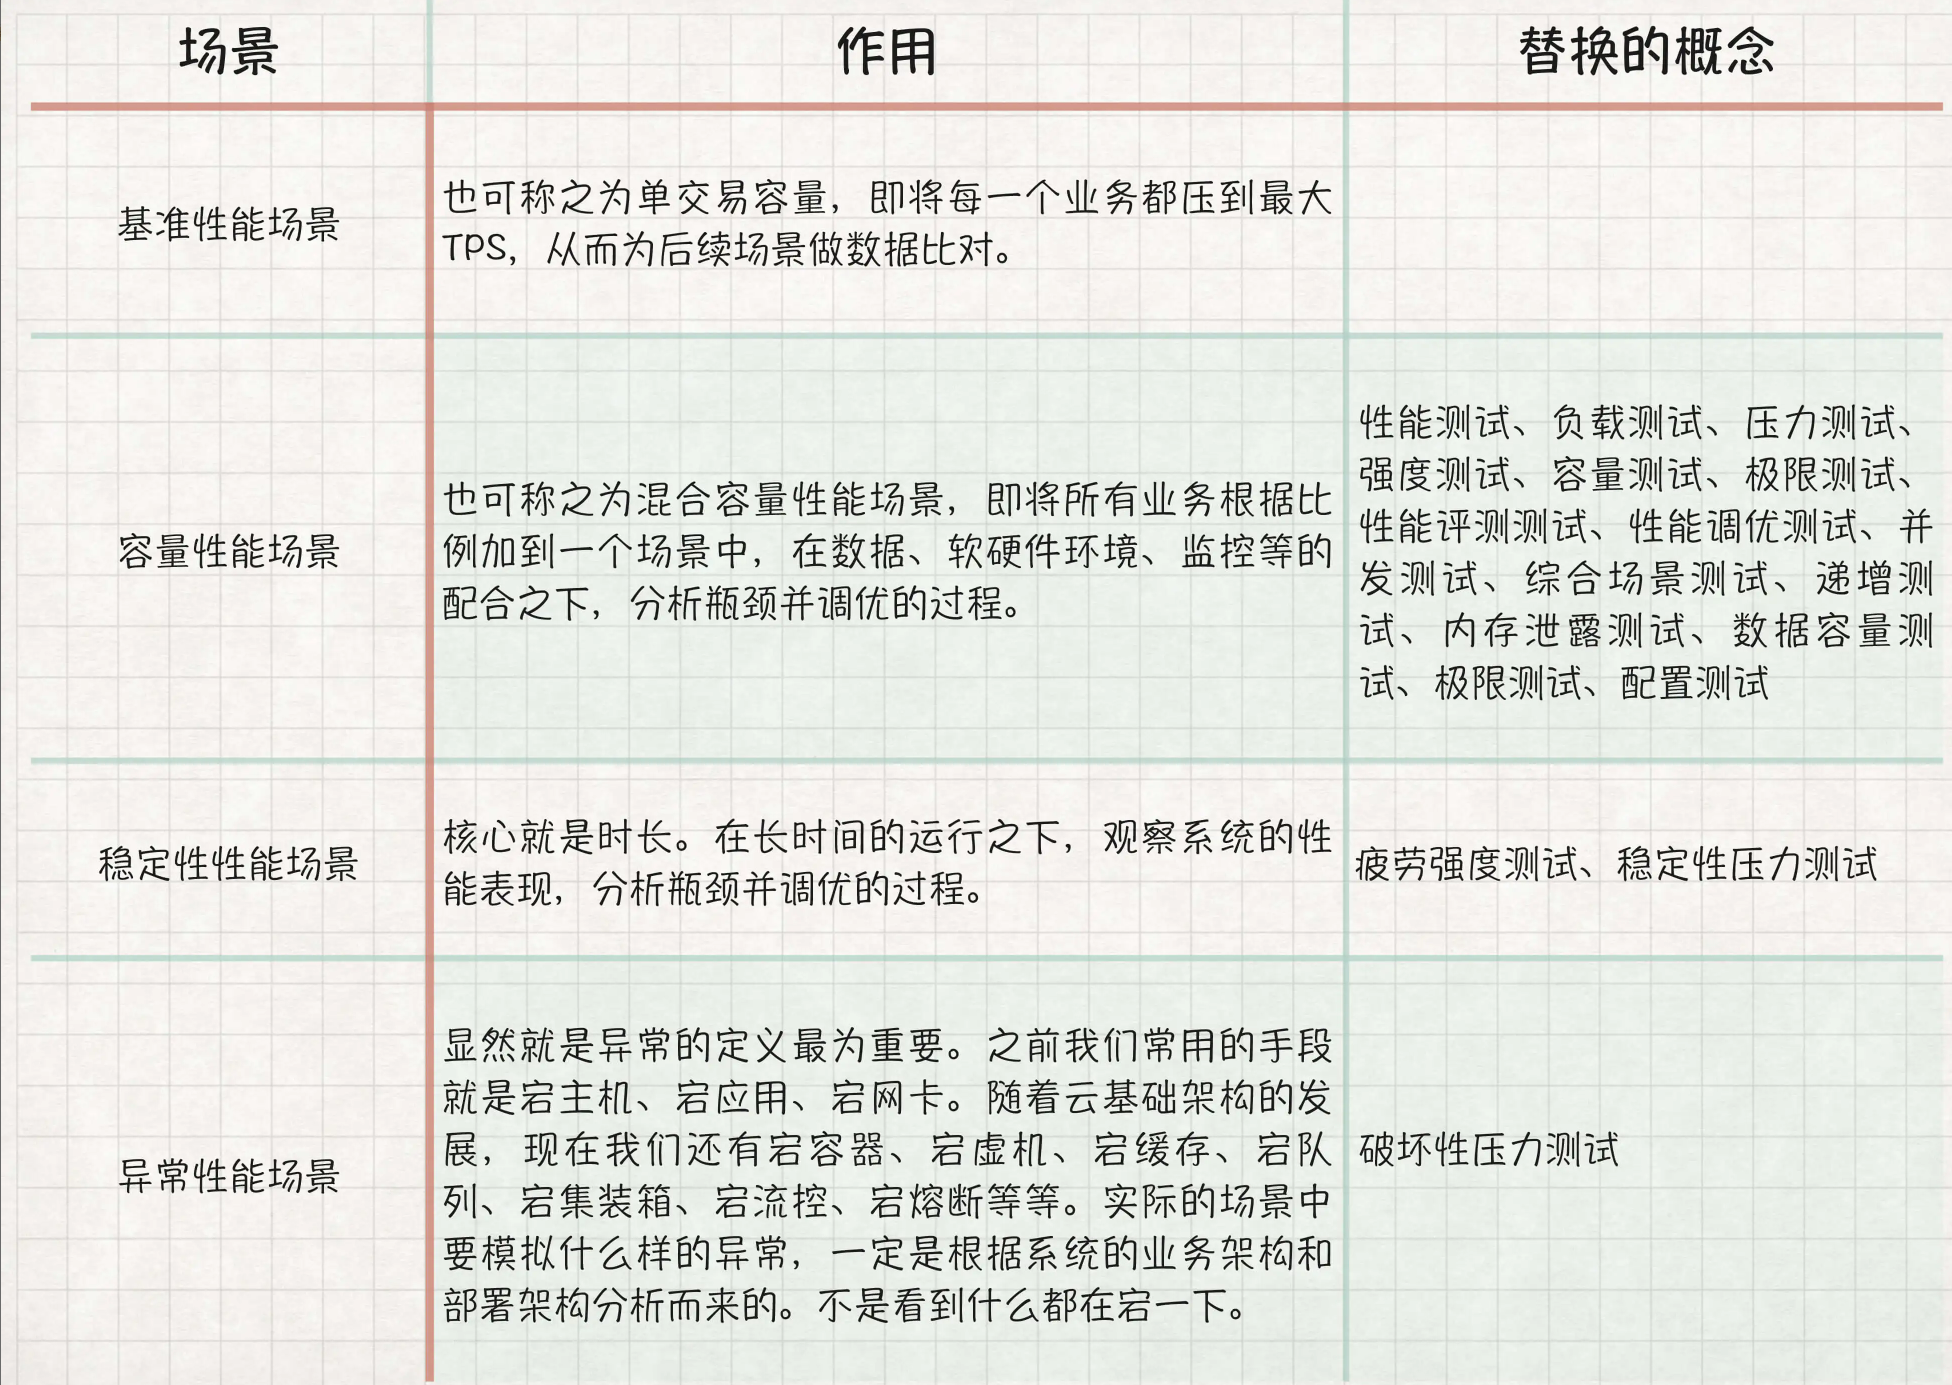 场景
作用
替换的概念
基准性能场景
也可称之为单交易容量，即将每一个业务都压到最大
TPS，从而为后续场景做数据比对。
容量性能场景
也可称之为混合容量性能场景，即将所有业务根据比
例加到一个场景中，在数据、软硬件环境、监控等的
配合之下，分析瓶颈并调优的过程。
性能测试、负载测试、压力测试、
强度测试、容量测试、极限测试、
性能评测测试、性能调优测试、并
发测试、综合场景测试、递增测
试、内存泄露测试、数据容量测
试、极限测试、配置测试
稳定性性能场景
核心就是时长。在长时间的运行之下，观察系统的性
能表现，分析瓶颈并调优的过程。
疲劳强度测试、稳定性压力测试
异常性能场景
显然就是异常的定义最为重要。之前我们常用的手段
就是宕主机、宕应用、宕网卡。随着云基础架构的发
展，现在我们还有宕容器、宕虚机、宕缓存、宕队
列、宕集装箱、宕流控、宕熔断等等。实际的场景中
要模拟什么样的异常，一定是根据系统的业务架构和
部署架构分析而来的。不是看到什么都在宕一下。
破坏性压力测试